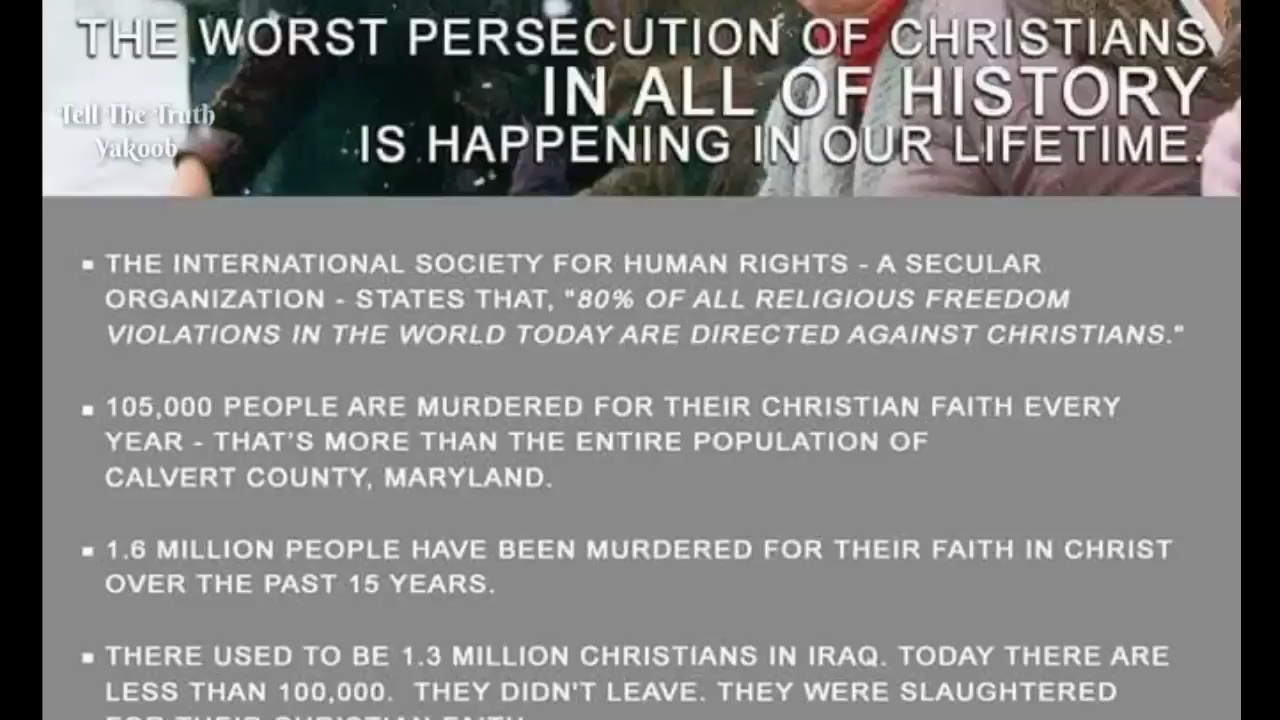 THE WORST PERSECUTION OF CHRISTIANS
IN ALL OF HISTORY
IS HAPPENING IN OUR LIFETIME.
Tell The Truth
Yakoob
▪ THE INTERNATIONAL SOCIETY FOR HUMAN RIGHTS - A SECULAR
ORGANIZATION - STATES THAT, "80% OF ALL RELIGIOUS FREEDOM
VIOLATIONS IN THE WORLD TODAY ARE DIRECTED AGAINST CHRISTIANS."
▪ 105,000 PEOPLE ARE MURDERED FOR THEIR CHRISTIAN FAITH EVERY
YEAR - THAT'S MORE THAN THE ENTIRE POPULATION OF
CALVERT COUNTY, MARYLAND.
▪ 1.6 MILLION PEOPLE HAVE BEEN MURDERED FOR THEIR FAITH IN CHRIST
OVER THE PAST 15 YEARS.
▪ THERE USED TO BE 1.3 MILLION CHRISTIANS IN IRAQ. TODAY THERE ARE
LESS THAN 100,000. THEY DIDN'T LEAVE. THEY WERE SLAUGHTERED
FOR THEIR CHRISTIAN FAITH